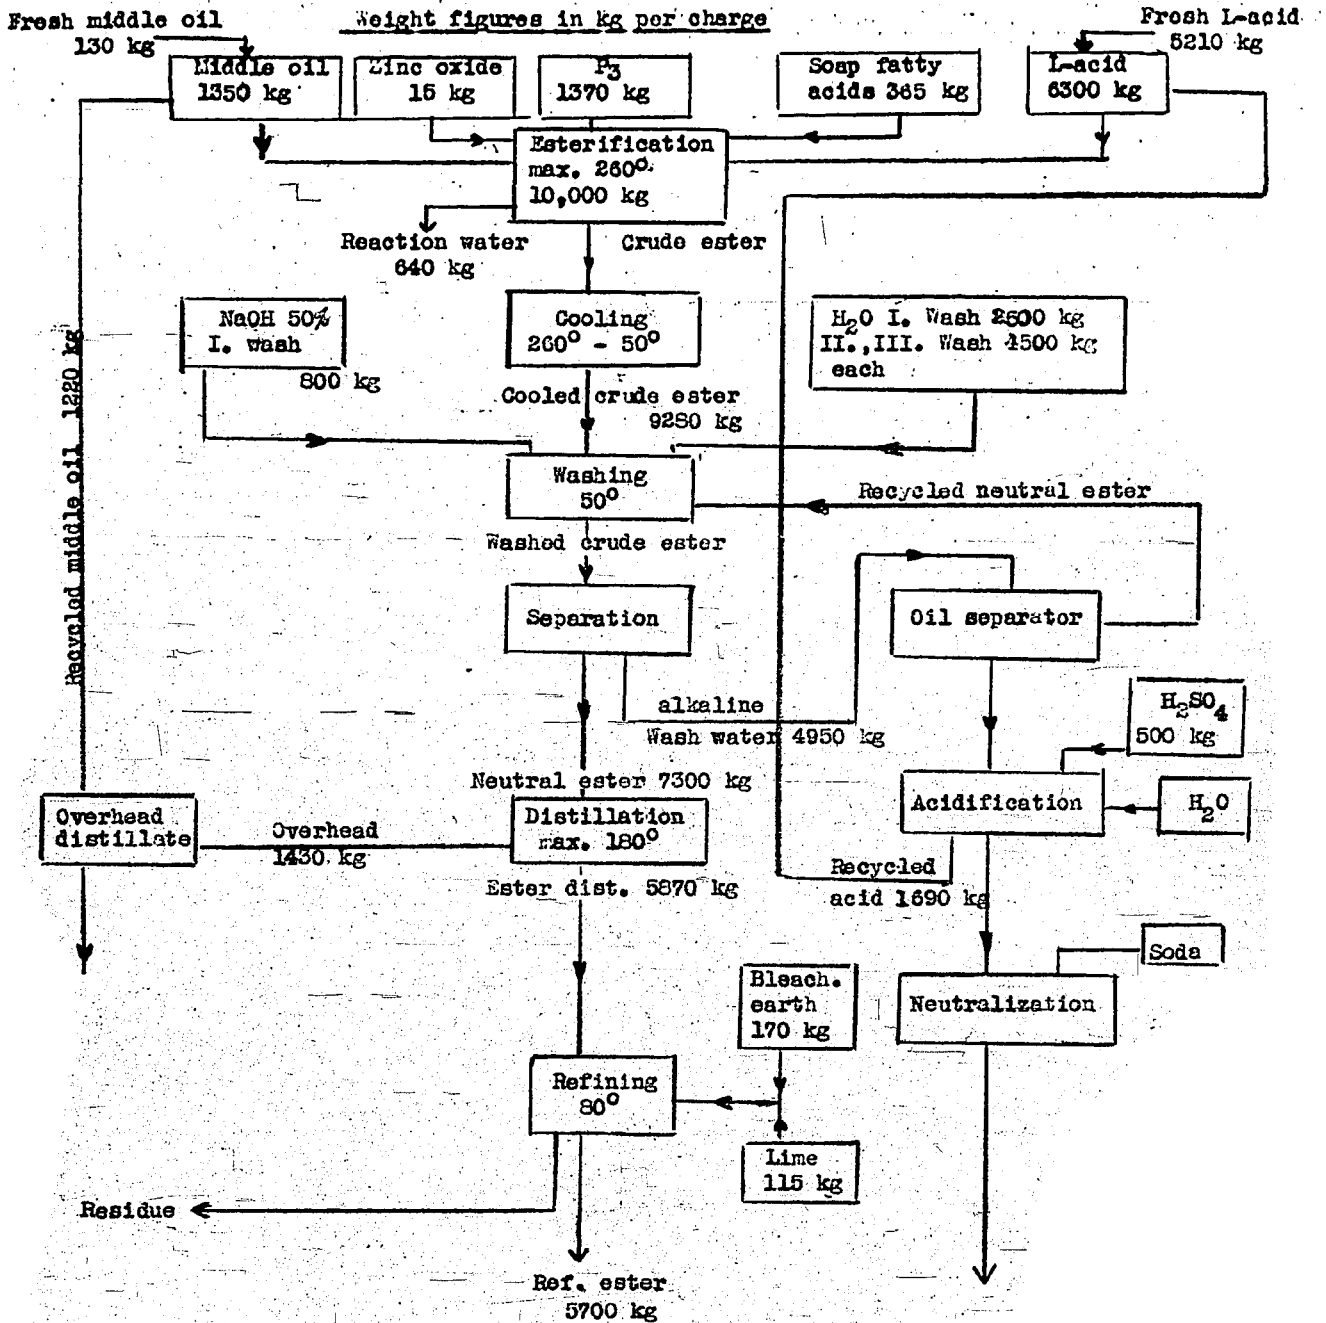 Weight figures in kg per charge
Fresh middle oil
130 kg
Frosh L-acid
5210 kg
Middle oil
1350 kg
Zinc oxide
15 kg
P3
1370 kg
Soap fatty
acids 365 kg
L-acid
6300 kg
Esterification
max. 260°
10,000 kg
Reaction water
640 kg
Crude ester
NaOH 50%
I. wash
800 kg
Cooling
260° - 50°
H2O I. Wash 2600 kg
II.,III. Wash 1500 kg
each
Cooled crude ester
9280 kg
Recycled middle oil 1220 kg
Washing
50°
Recycled neutral ester
Washed crude ester
Separation
Oil separator
alkaline
Wash water 4950 kg
H2SO4
500 kg
Neutral ester 7300 kg
Overhead
distillate
Overhead
1430 kg
Distillation
max. 180°
Acidification
H2O
Ester dist. 5870 kg
Recycled
acid 1690 kg
Soda
Bleach.
earth
170 kg
Neutralization
Refining
80°
Lime
115 kg
Residue
Ref. ester
5700 kg